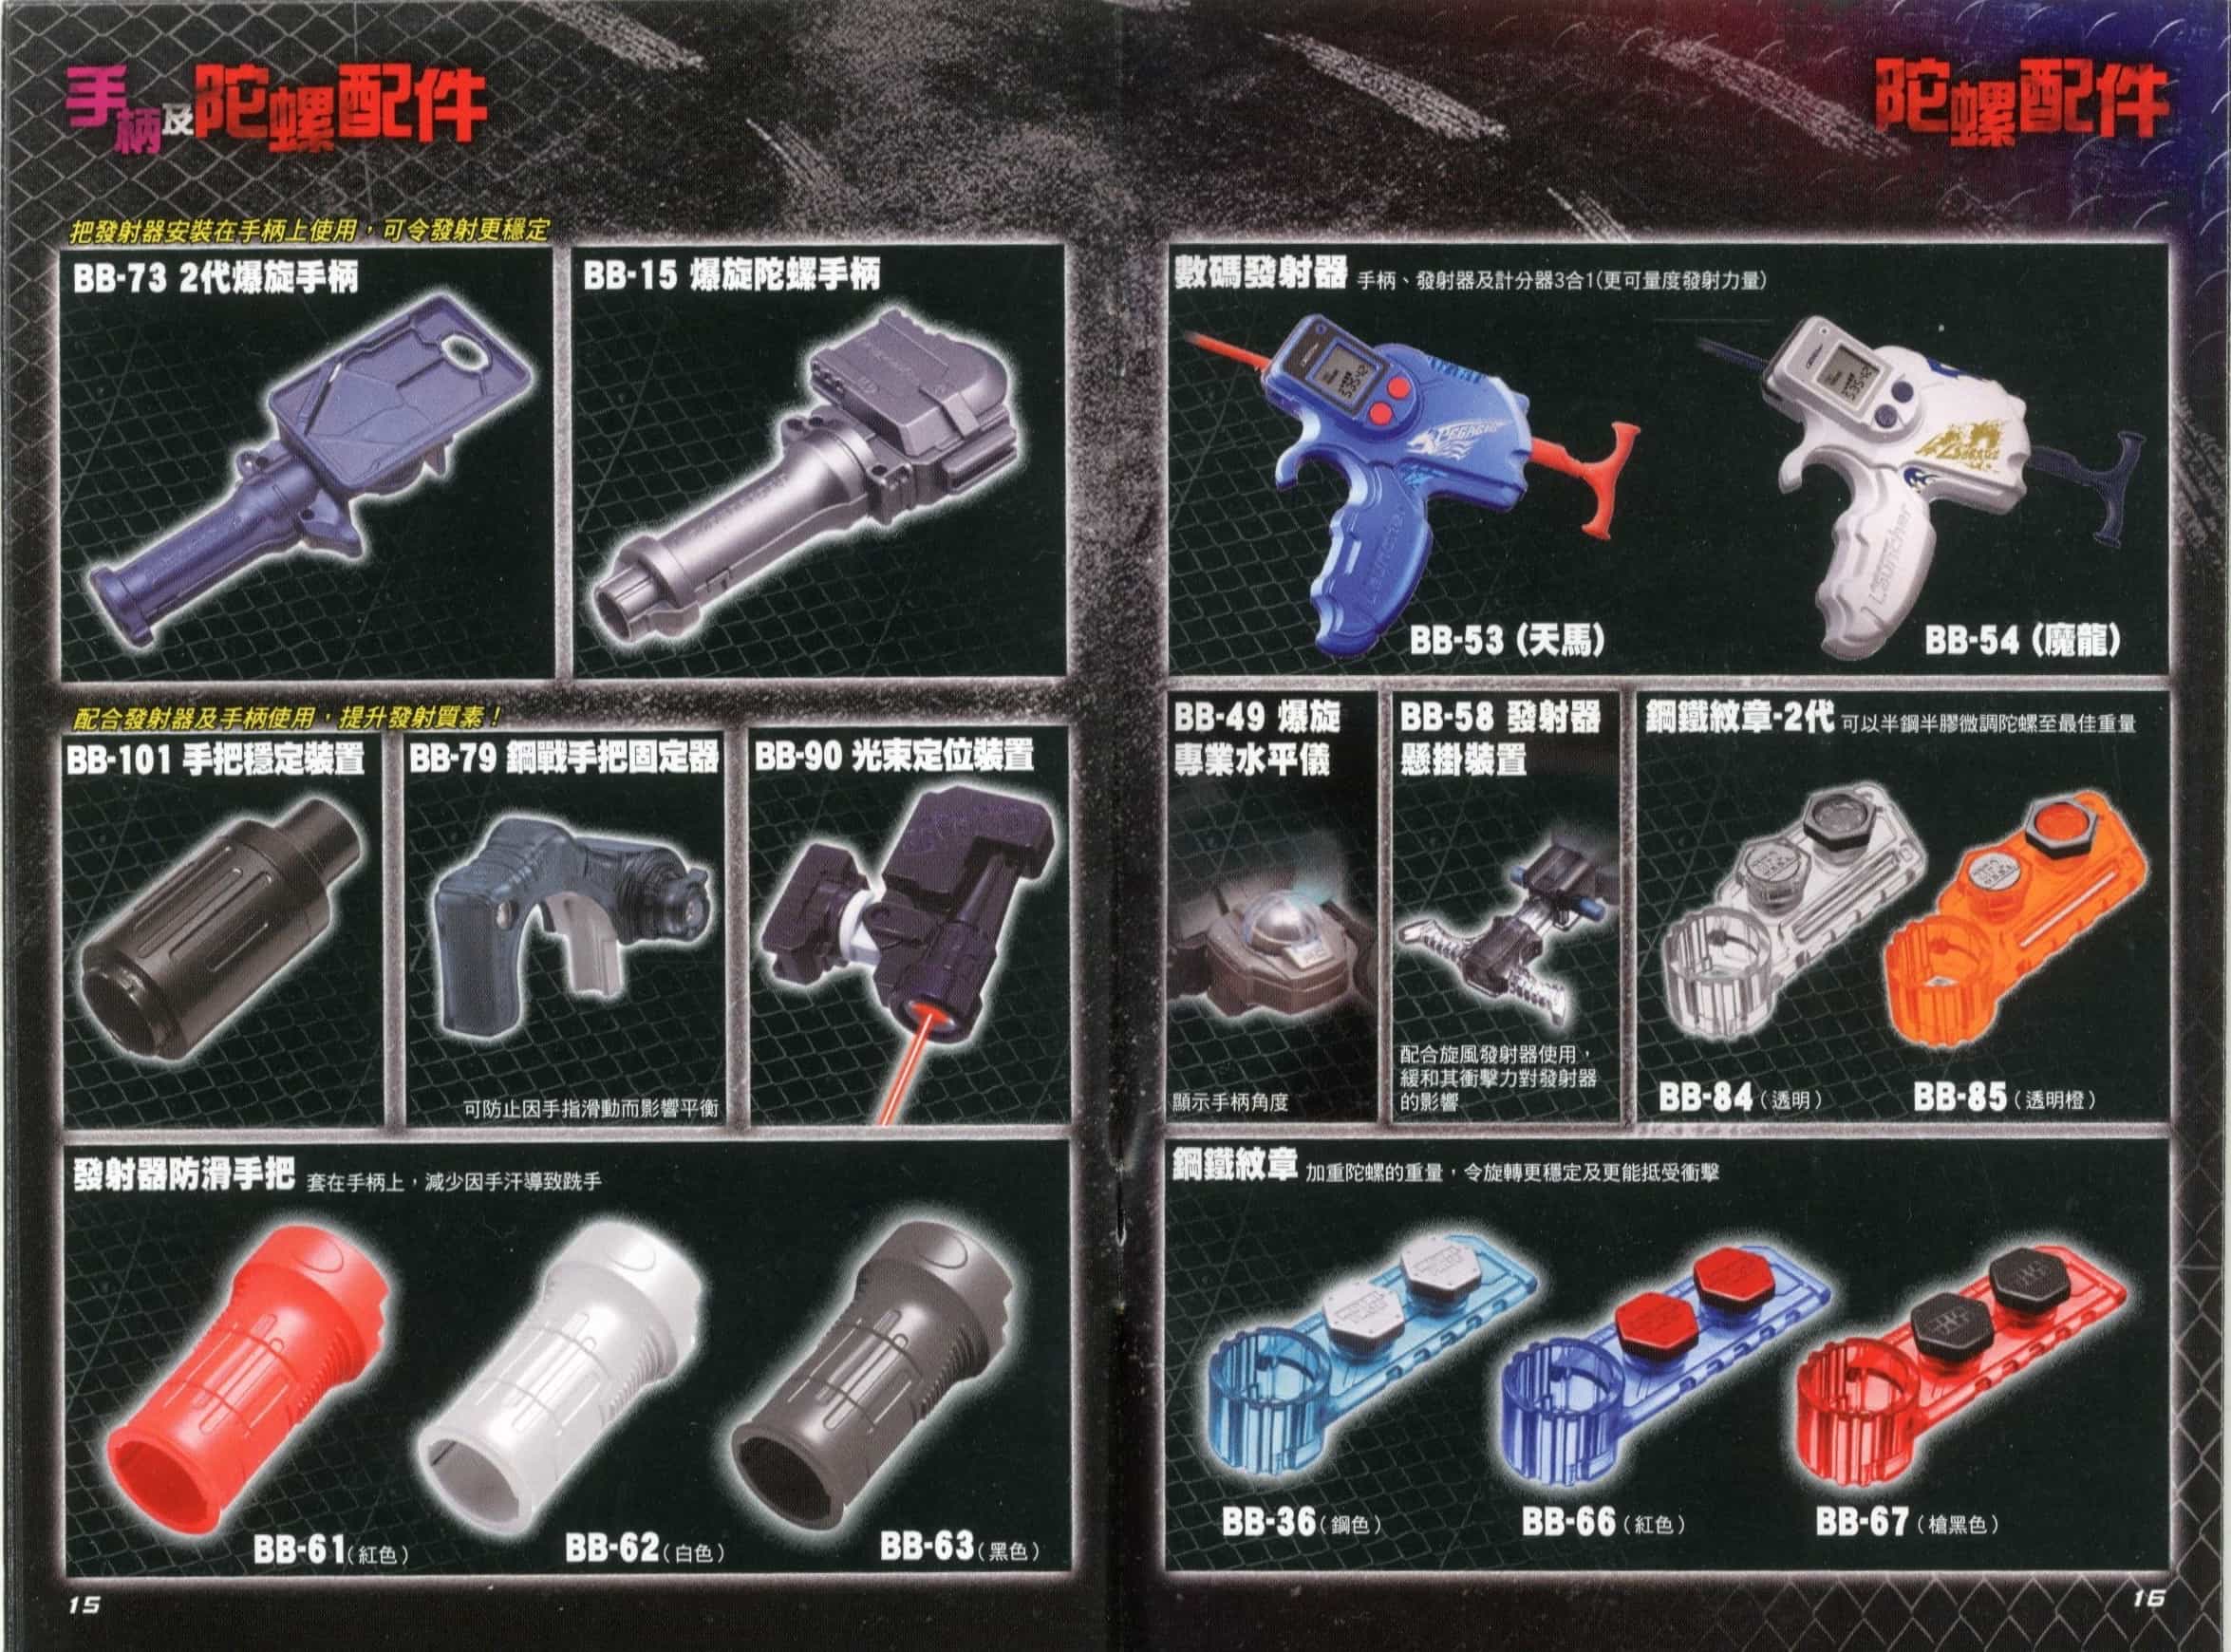 手柄及陀螺配件
把發射器安裝在手柄上使用，可令發射更穩定
BB-73 2代爆旋手柄
BB-15 爆旋陀螺手柄
配合發射器及手柄使用，提升發射質素！
BB-101 手把穩定裝置
BB-79 鋼戰手把固定器
可防止因手指滑動而影響平衡
BB-90 光束定位裝置
發射器防滑手把 套在手柄上，減少因手汗導致跣手
BB-61（紅色）
BB-62（白色）
BB-63（黑色）
15
陀螺配件
數碼發射器 手柄、發射器及計分器3合1(更可量度發射力量)
PEGASUS
Launcher
BB-53（天馬）
L DRAGO
Launcher
BB-54（魔龍）
BB-49 爆旋
專業水平儀
顯示手柄角度
BB-58 發射器
懸掛裝置
配合旋風發射器使用，
緩和其衝擊力對發射器
的影響
鋼鐵紋章-2代 可以半鋼半膠微調陀螺至最佳重量
BB-84（透明）
BB-85（透明橙）
鋼鐵紋章 加重陀螺的重量，令旋轉更穩定及更能抵受衝擊
BB-36（鋼色）
BB-66（紅色）
BB-67（槍黑色）
16